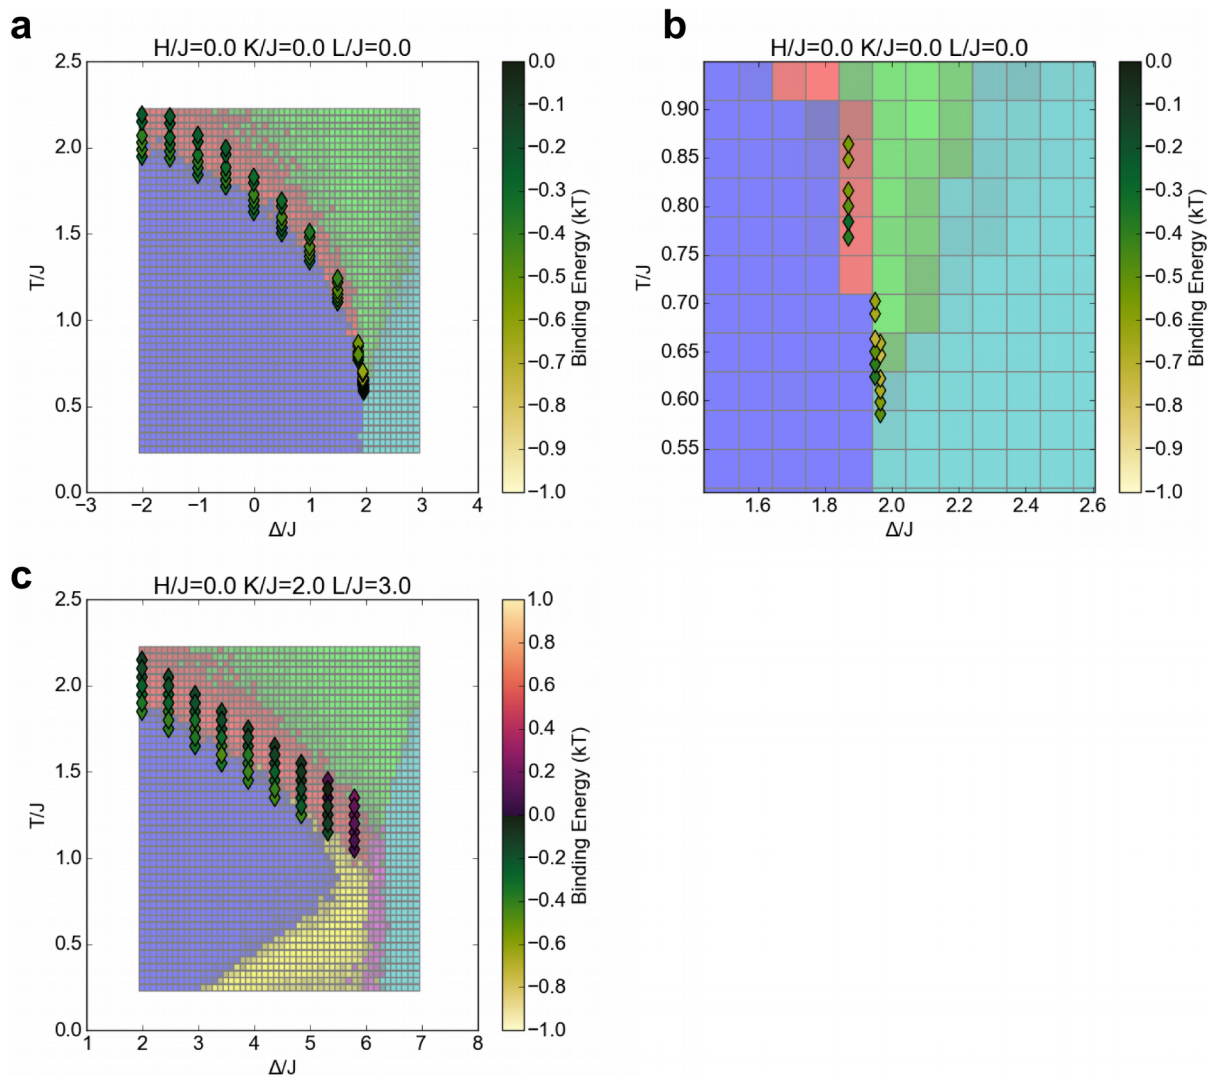 a
H/J=0.0 K/J=0.0 L/J=0.0
2.5
2.0
1.5
1.0
0.5
0.0
T/J
−3 −2 −1 0 1 2 3 4
Δ/J
0.0
−0.1
−0.2
−0.3
−0.4
−0.5
−0.6
−0.7
−0.8
−0.9
−1.0
Binding Energy (kT)
b
H/J=0.0 K/J=0.0 L/J=0.0
0.90
0.85
0.80
0.75
0.70
0.65
0.60
0.55
T/J
1.6 1.8 2.0 2.2 2.4 2.6
Δ/J
0.0
−0.1
−0.2
−0.3
−0.4
−0.5
−0.6
−0.7
−0.8
−0.9
−1.0
Binding Energy (kT)
c
H/J=0.0 K/J=2.0 L/J=3.0
2.5
2.0
1.5
1.0
0.5
0.0
T/J
1 2 3 4 5 6 7 8
Δ/J
1.0
0.8
0.6
0.4
0.2
0.0
−0.2
−0.4
−0.6
−0.8
−1.0
Binding Energy (kT)